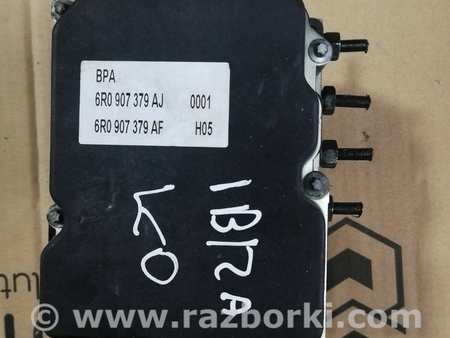 BPA
6R0 907 379 AJ 0001
6R0 907 379 AF H05
IBIZA
KO
© - www.razborki.com